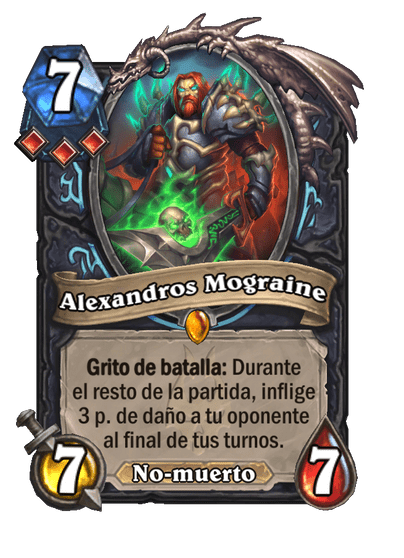 7
Alexandros Mograine
Grito de batalla: Durante
el resto de la partida, inflige
3 p. de daño a tu oponente
al final de tus turnos.
7
No-muerto
7